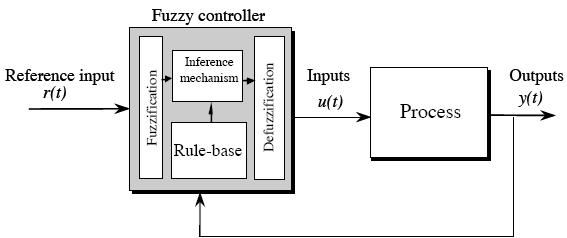 Fuzzy controller
Reference input
r(t)
Fuzzification
Inference
mechanism
Rule-base
Defuzzification
Inputs
u(t)
Process
Outputs
y(t)